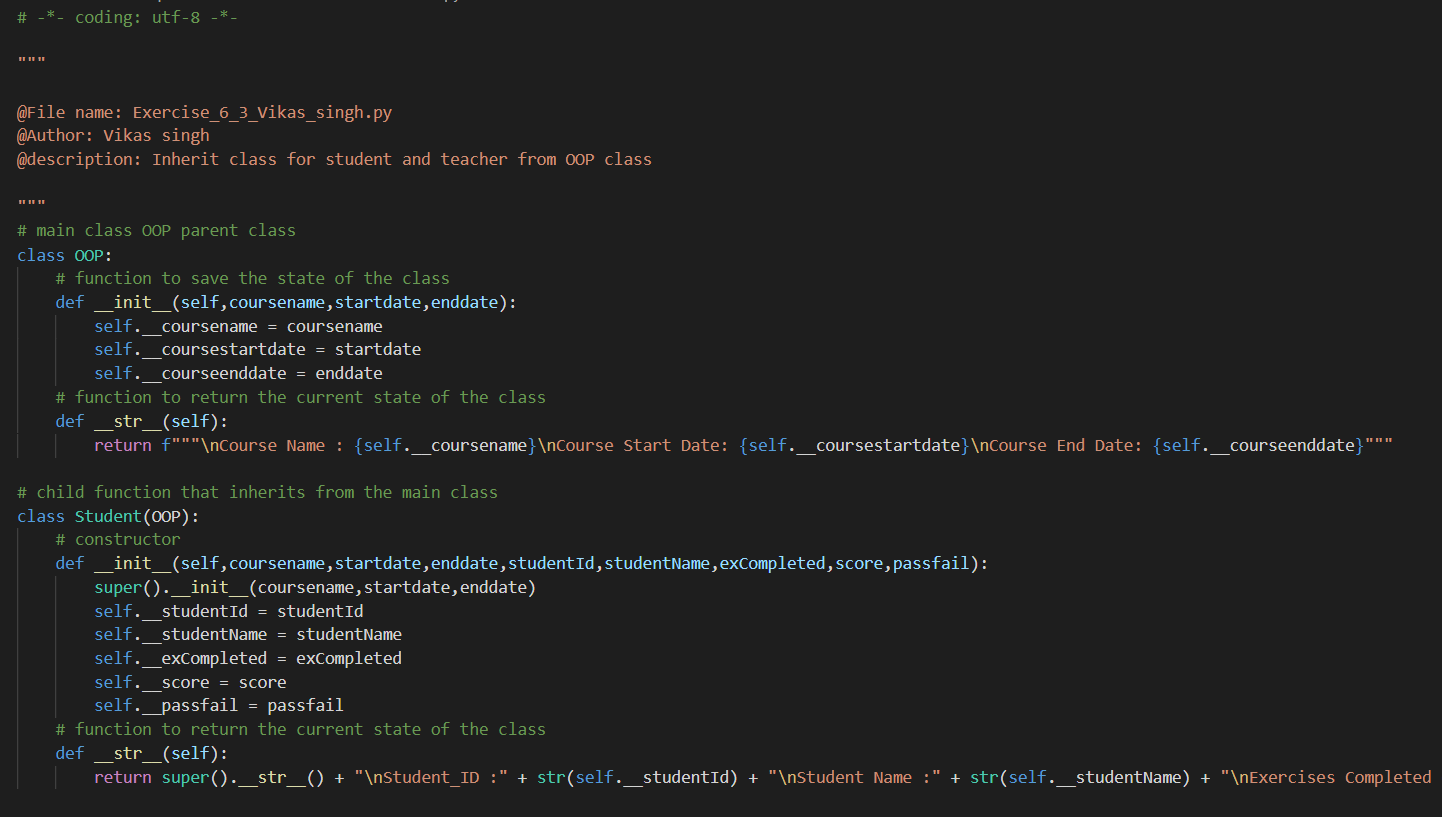 # -*- coding: utf-8 -*-
"""
@File name: Exercise_6_3_Vikas_singh.py
@Author: Vikas singh
@description: Inherit class for student and teacher from OOP class
"""
# main class OOP parent class
class OOP:
    # function to save the state of the class
    def __init__(self,coursename,startdate,enddate):
        self.__coursename = coursename
        self.__coursestartdate = startdate
        self.__courseenddate = enddate
    # function to return the current state of the class
    def __str__(self):
        return f"""\nCourse Name : {self.__coursename}\nCourse Start Date: {self.__coursestartdate}\nCourse End Date: {self.__courseenddate}"""
# child function that inherits from the main class
class Student(OOP):
    # constructor
    def __init__(self,coursename,startdate,enddate,studentId,studentName,exCompleted,score,passfail):
        super().__init__(coursename,startdate,enddate)
        self.__studentId = studentId
        self.__studentName = studentName
        self.__exCompleted = exCompleted
        self.__score = score
        self.__passfail = passfail
    # function to return the current state of the class
    def __str__(self):
        return super().__str__() + "\nStudent_ID :" + str(self.__studentId) + "\nStudent Name :" + str(self.__studentName) + "\nExercises Completed